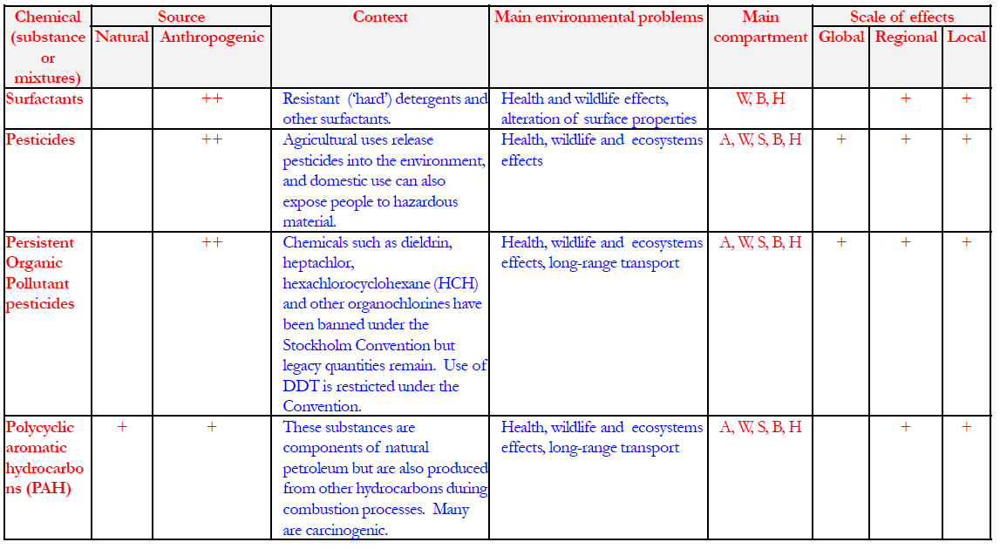 Chemical Source Context Main environmental problems Main Scale of effects
(substance Natural Anthropogenic compartment Global Regional Local
or
mixtures)
Surfactants ++ Resistant ('hard') detergents and Health and wildlife effects, W, B, H + +
other surfactants. alteration of surface properties
Pesticides ++ Agricultural uses release Health, wildlife and ecosystems A, W, S, B, H + + +
pesticides into the environment, effects
and domestic use can also
expose people to hazardous
material.
Persistent ++ Chemicals such as dieldrin, Health, wildlife and ecosystems A, W, S, B, H + + +
Organic heptachlor, effects, long-range transport
Pollutant hexachlorocyclohexane (HCH)
pesticides and other organochlorines have
been banned under the
Stockholm Convention but
legacy quantities remain. Use of
DDT is restricted under the
Convention.
Polycyclic + + These substances are Health, wildlife and ecosystems A, W, S, B, H + +
aromatic components of natural effects, long-range transport
hydrocarbo petroleum but are also produced
ns (PAH) from other hydrocarbons during
combustion processes. Many
are carcinogenic.